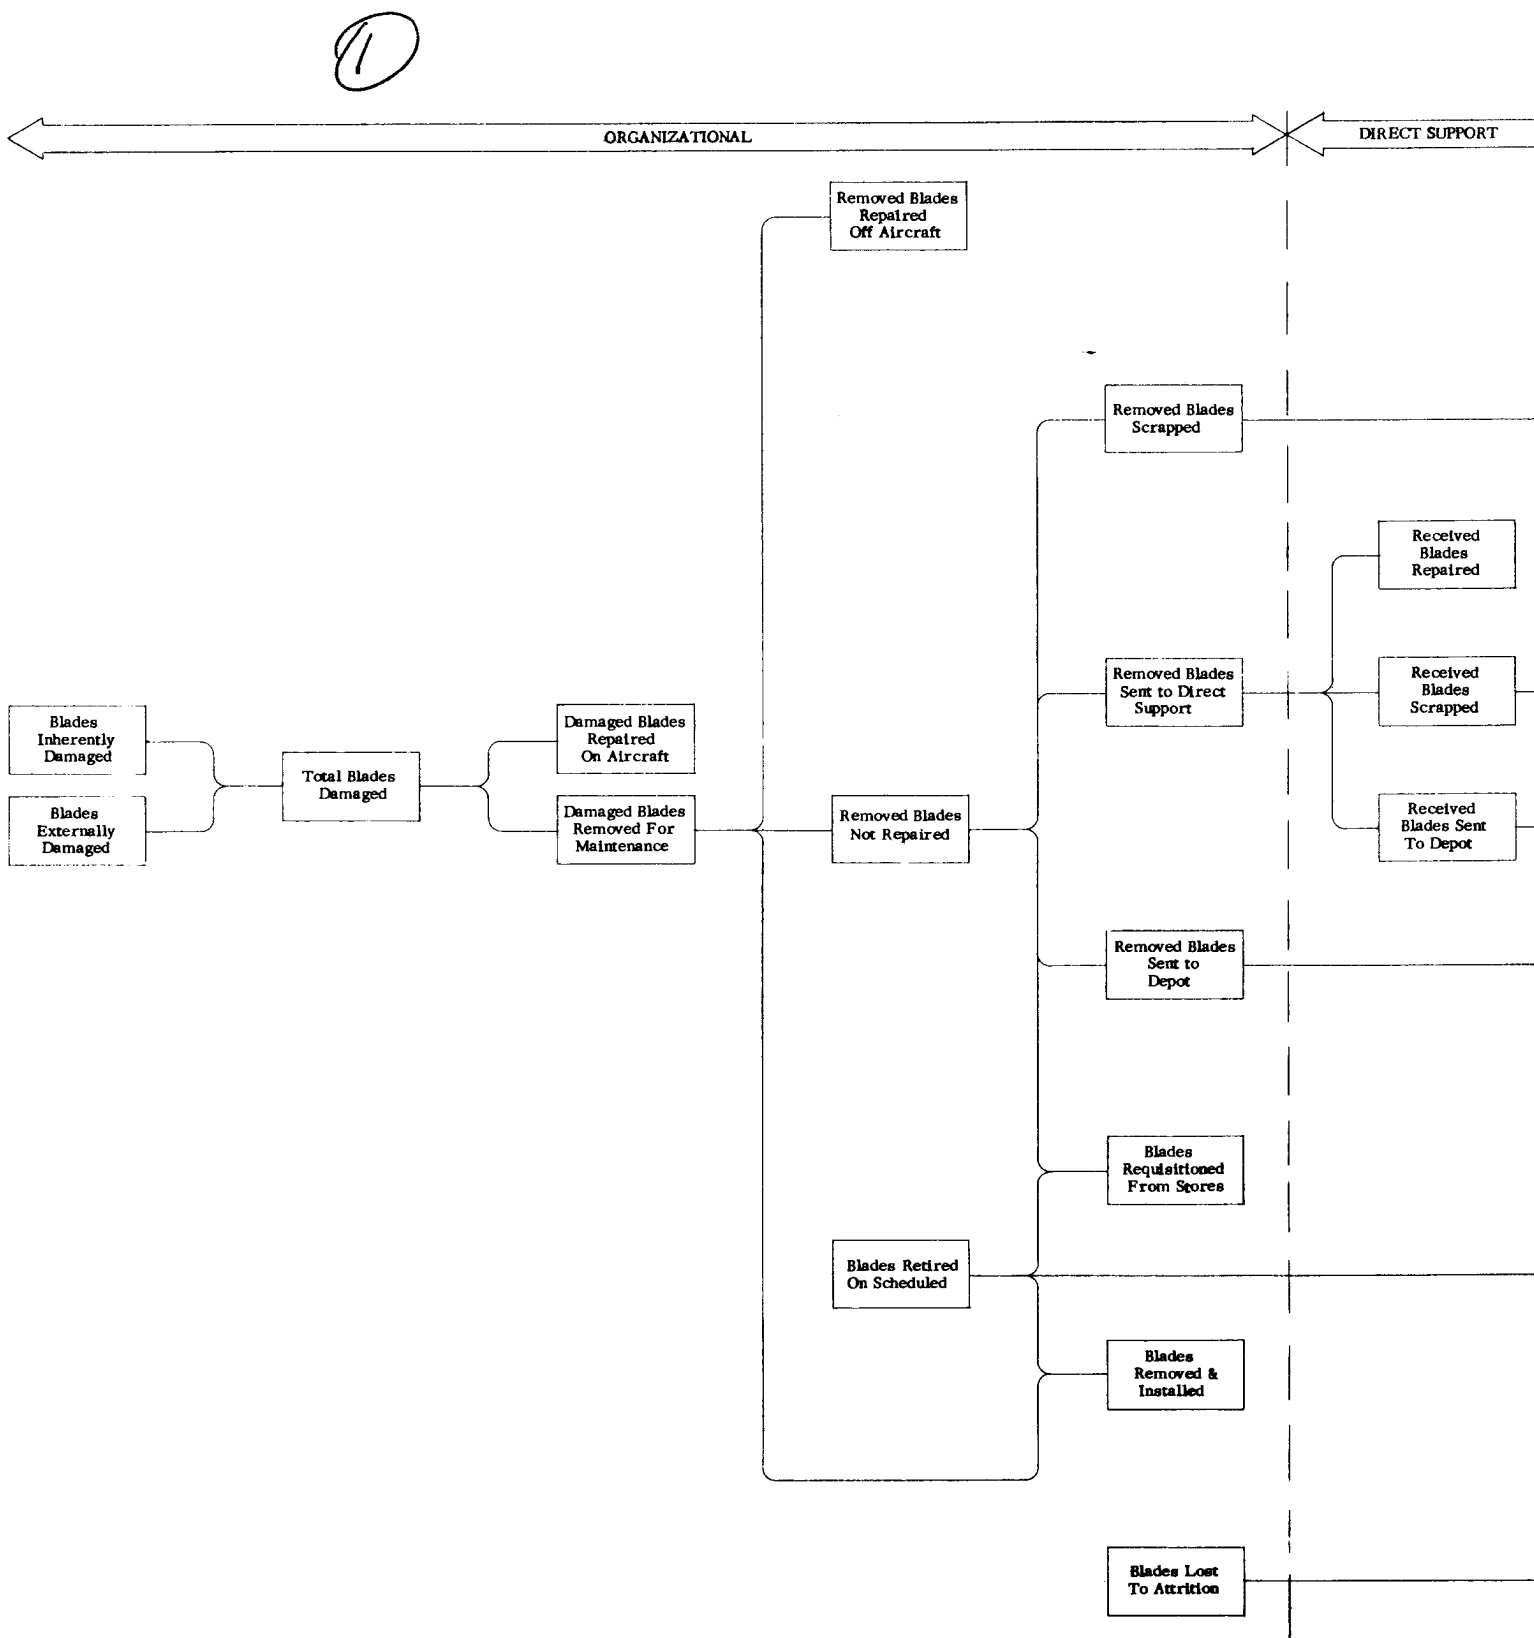 1
ORGANIZATIONAL
DIRECT SUPPORT
Removed Blades
Repaired
Off Aircraft
Removed Blades
Scrapped
Received
Blades
Repaired
Removed Blades
Sent to Direct
Support
Received
Blades
Scrapped
Blades
Inherently
Damaged
Damaged Blades
Repaired
On Aircraft
Total Blades
Damaged
Blades
Externally
Damaged
Damaged Blades
Removed For
Maintenance
Removed Blades
Not Repaired
Received
Blades Sent
To Depot
Removed Blades
Sent to
Depot
Blades
Requisitioned
From Stores
Blades Retired
On Scheduled
Blades
Removed &
Installed
Blades Lost
To Attrition